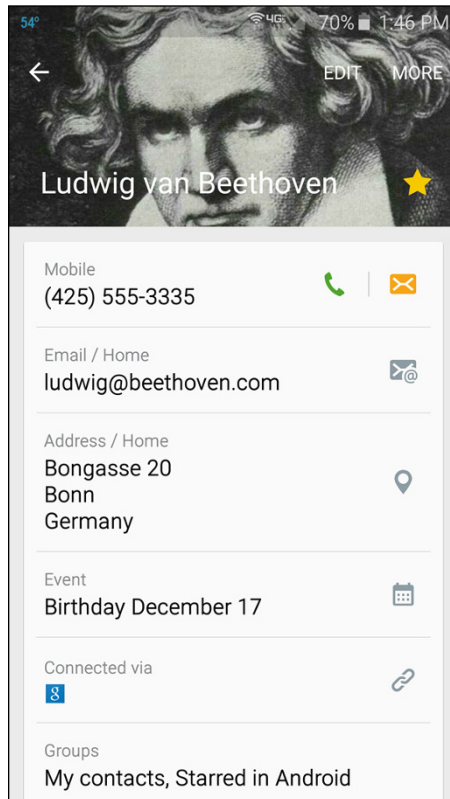 54° 4G 70% 1:46 PM
EDIT MORE
Ludwig van Beethoven
Mobile
(425) 555-3335
Email / Home
ludwig@beethoven.com
Address / Home
Bongasse 20
Bonn
Germany
Event
Birthday December 17
Connected via
g
Groups
My contacts, Starred in Android